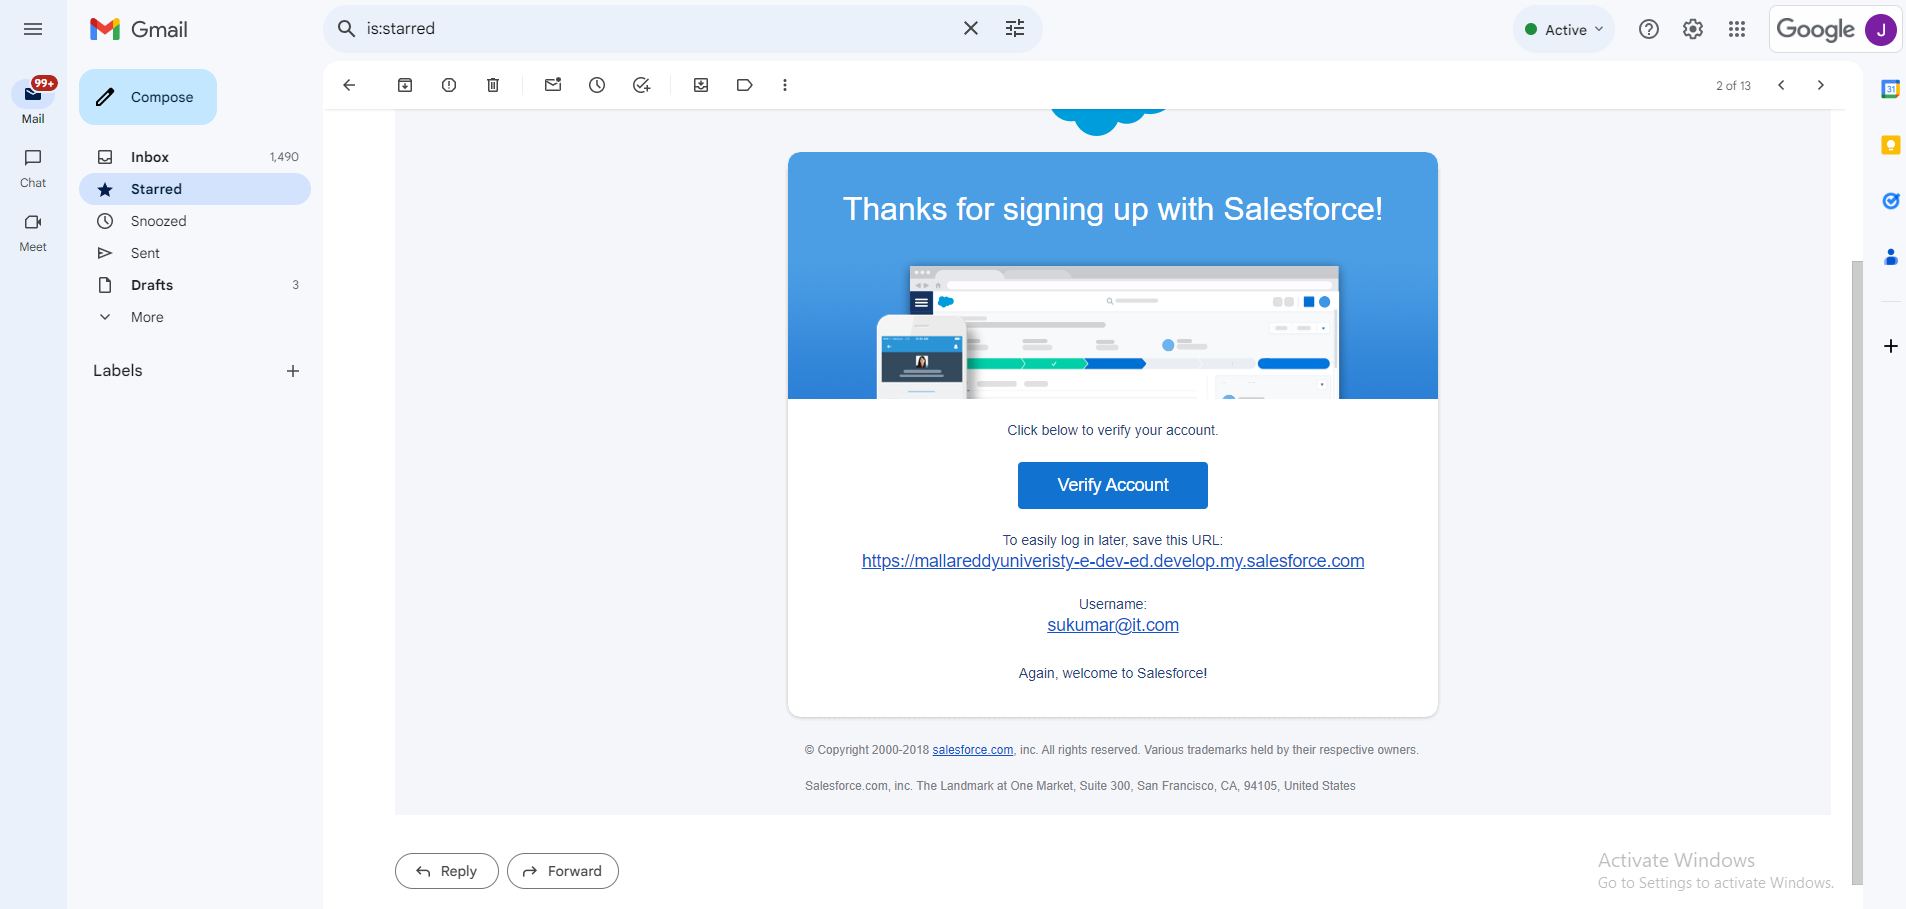 Gmail
is:starred
Active
Google
J
99+
Mail
Chat
Meet
Compose
Inbox 1,490
Starred
Snoozed
Sent
Drafts 3
More
Labels
2 of 13
31
Thanks for signing up with Salesforce!
Click below to verify your account.
Verify Account
To easily log in later, save this URL:
https://mallareddyuniveristy-e-dev-ed.develop.my.salesforce.com
Username:
sukumar@it.com
Again, welcome to Salesforce!
© Copyright 2000-2018 salesforce.com, inc. All rights reserved. Various trademarks held by their respective owners.
Salesforce.com, inc. The Landmark at One Market, Suite 300, San Francisco, CA, 94105, United States
Reply
Forward
Activate Windows
Go to Settings to activate Windows.